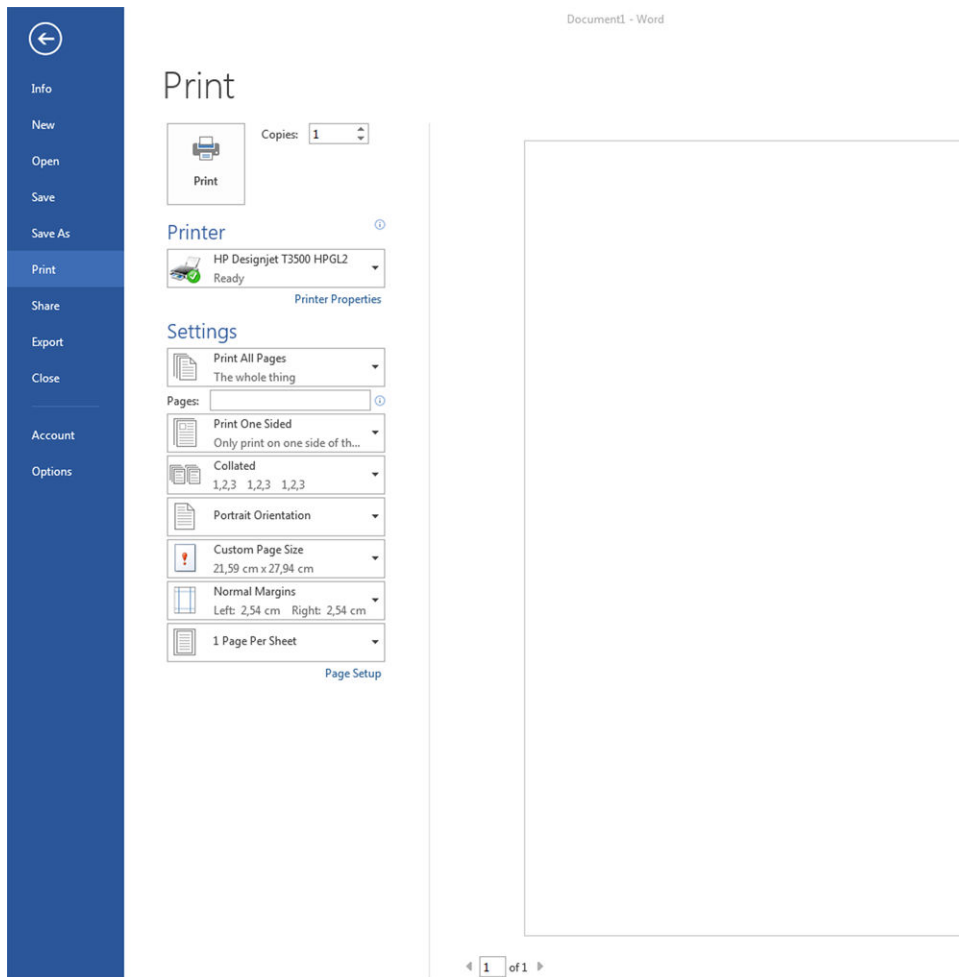 Document1 - Word
Info
New
Open
Save
Save As
Print
Share
Export
Close
Account
Options
Print
Print
Copies: 1
Printer
HP Designjet T3500 HPGL2
Ready
Printer Properties
Settings
Print All Pages
The whole thing
Pages:
Print One Sided
Only print on one side of th...
Collated
1,2,3 1,2,3 1,2,3
Portrait Orientation
Custom Page Size
21,59 cm x 27,94 cm
Normal Margins
Left: 2,54 cm Right: 2,54 cm
1 Page Per Sheet
Page Setup
1 of 1